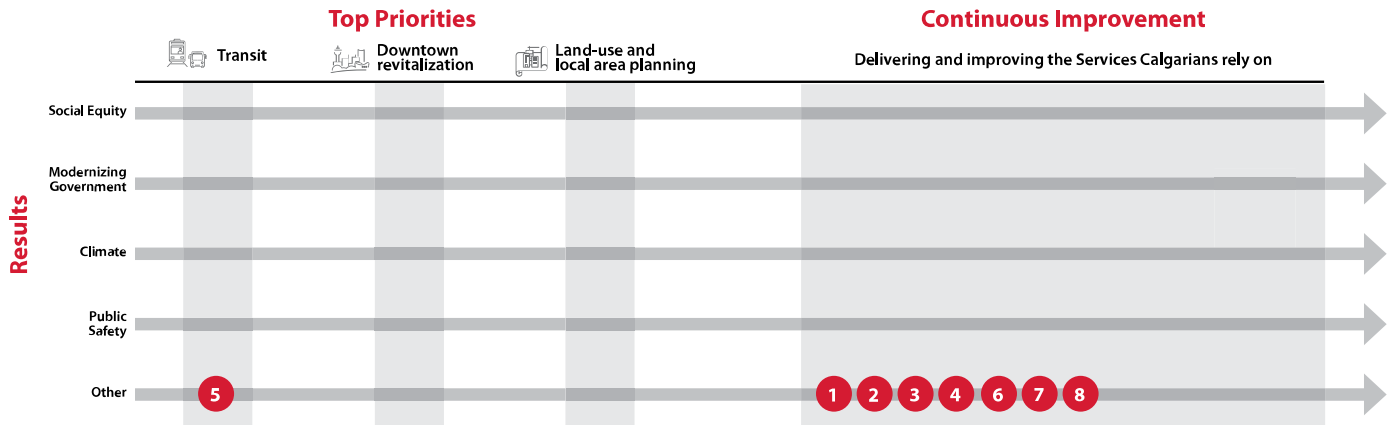 Top Priorities
Continuous Improvement
Transit
Downtown
revitalization
Land-use and
local area planning
Delivering and improving the Services Calgarians rely on
Results
Social Equity
Modernizing
Government
Climate
Public
Safety
Other
5
1 2 3 4 6 7 8